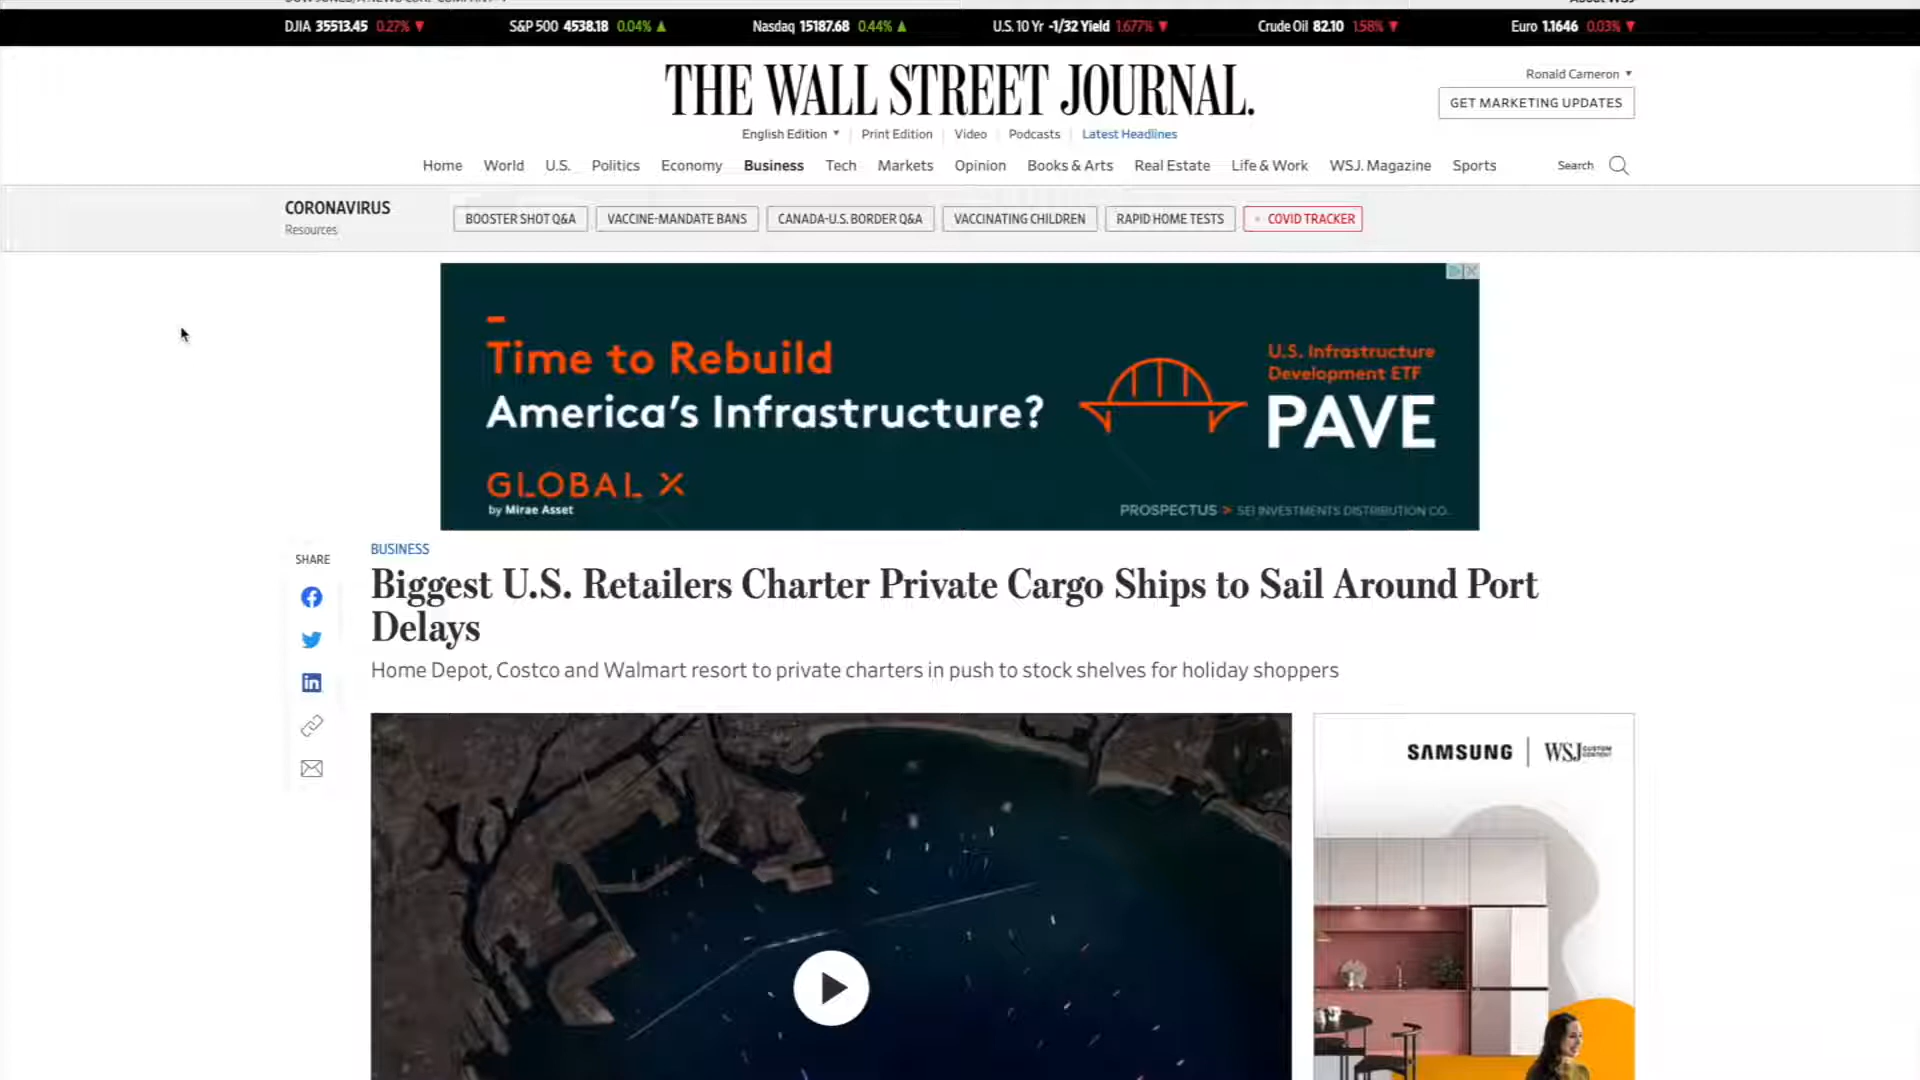 DJIA 35513.45 0.27% ▼ S&P 500 4538.18 0.04% ▲ Nasdaq 15187.68 0.44% ▲ U.S. 10 Yr -1/32 Yield 1.677% ▼ Crude Oil 82.10 1.58% ▼ Euro 1.1646 0.03% ▼
THE WALL STREET JOURNAL.
Ronald Cameron
GET MARKETING UPDATES
English Edition Print Edition Video Podcasts Latest Headlines
Home World U.S. Politics Economy Business Tech Markets Opinion Books & Arts Real Estate Life & Work WSJ. Magazine Sports Search
CORONAVIRUS
Resources
BOOSTER SHOT Q&A VACCINE-MANDATE BANS CANADA-U.S. BORDER Q&A VACCINATING CHILDREN RAPID HOME TESTS COVID TRACKER
Time to Rebuild
America's Infrastructure?
GLOBAL X
by Mirae Asset
U.S. Infrastructure
Development ETF
PAVE
PROSPECTUS > SEI INVESTMENTS DISTRIBUTION CO.
SHARE
BUSINESS
Biggest U.S. Retailers Charter Private Cargo Ships to Sail Around Port
Delays
Home Depot, Costco and Walmart resort to private charters in push to stock shelves for holiday shoppers
SAMSUNG WSJ CUSTOM CONTENT